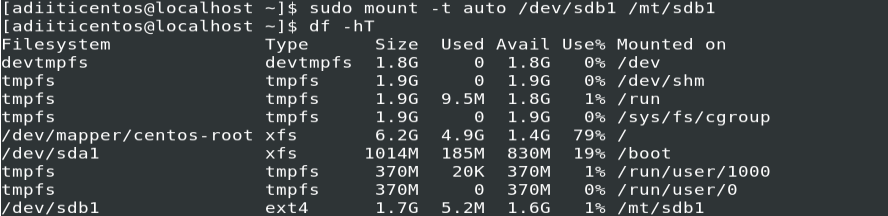 [adiiticentos@localhost ~]$ sudo mount -t auto /dev/sdb1 /mt/sdb1
[adiiticentos@localhost ~]$ df -hT
Filesystem              Type      Size  Used Avail Use% Mounted on
devtmpfs                devtmpfs  1.8G     0  1.8G   0% /dev
tmpfs                   tmpfs     1.9G     0  1.9G   0% /dev/shm
tmpfs                   tmpfs     1.9G  9.5M  1.8G   1% /run
tmpfs                   tmpfs     1.9G     0  1.9G   0% /sys/fs/cgroup
/dev/mapper/centos-root xfs       6.2G  4.9G  1.4G  79% /
/dev/sda1               xfs      1014M  185M  830M  19% /boot
tmpfs                   tmpfs     370M   20K  370M   1% /run/user/1000
tmpfs                   tmpfs     370M     0  370M   0% /run/user/0
/dev/sdb1               ext4      1.7G  5.2M  1.6G   1% /mt/sdb1